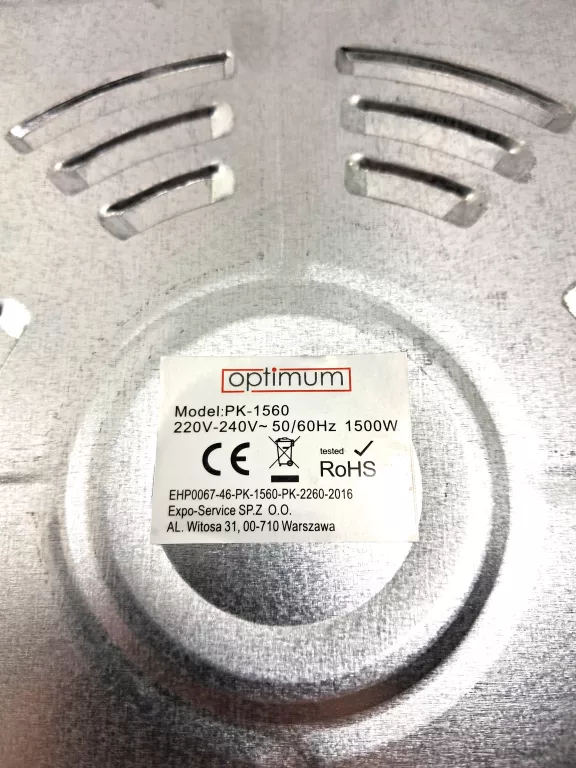 optimum
Model:PK-1560
220V-240V~ 50/60Hz 1500W
CE
tested
RoHS
EHP0067-46-PK-1560-PK-2260-2016
Expo-Service SP.Z O.O.
AL. Witosa 31, 00-710 Warszawa